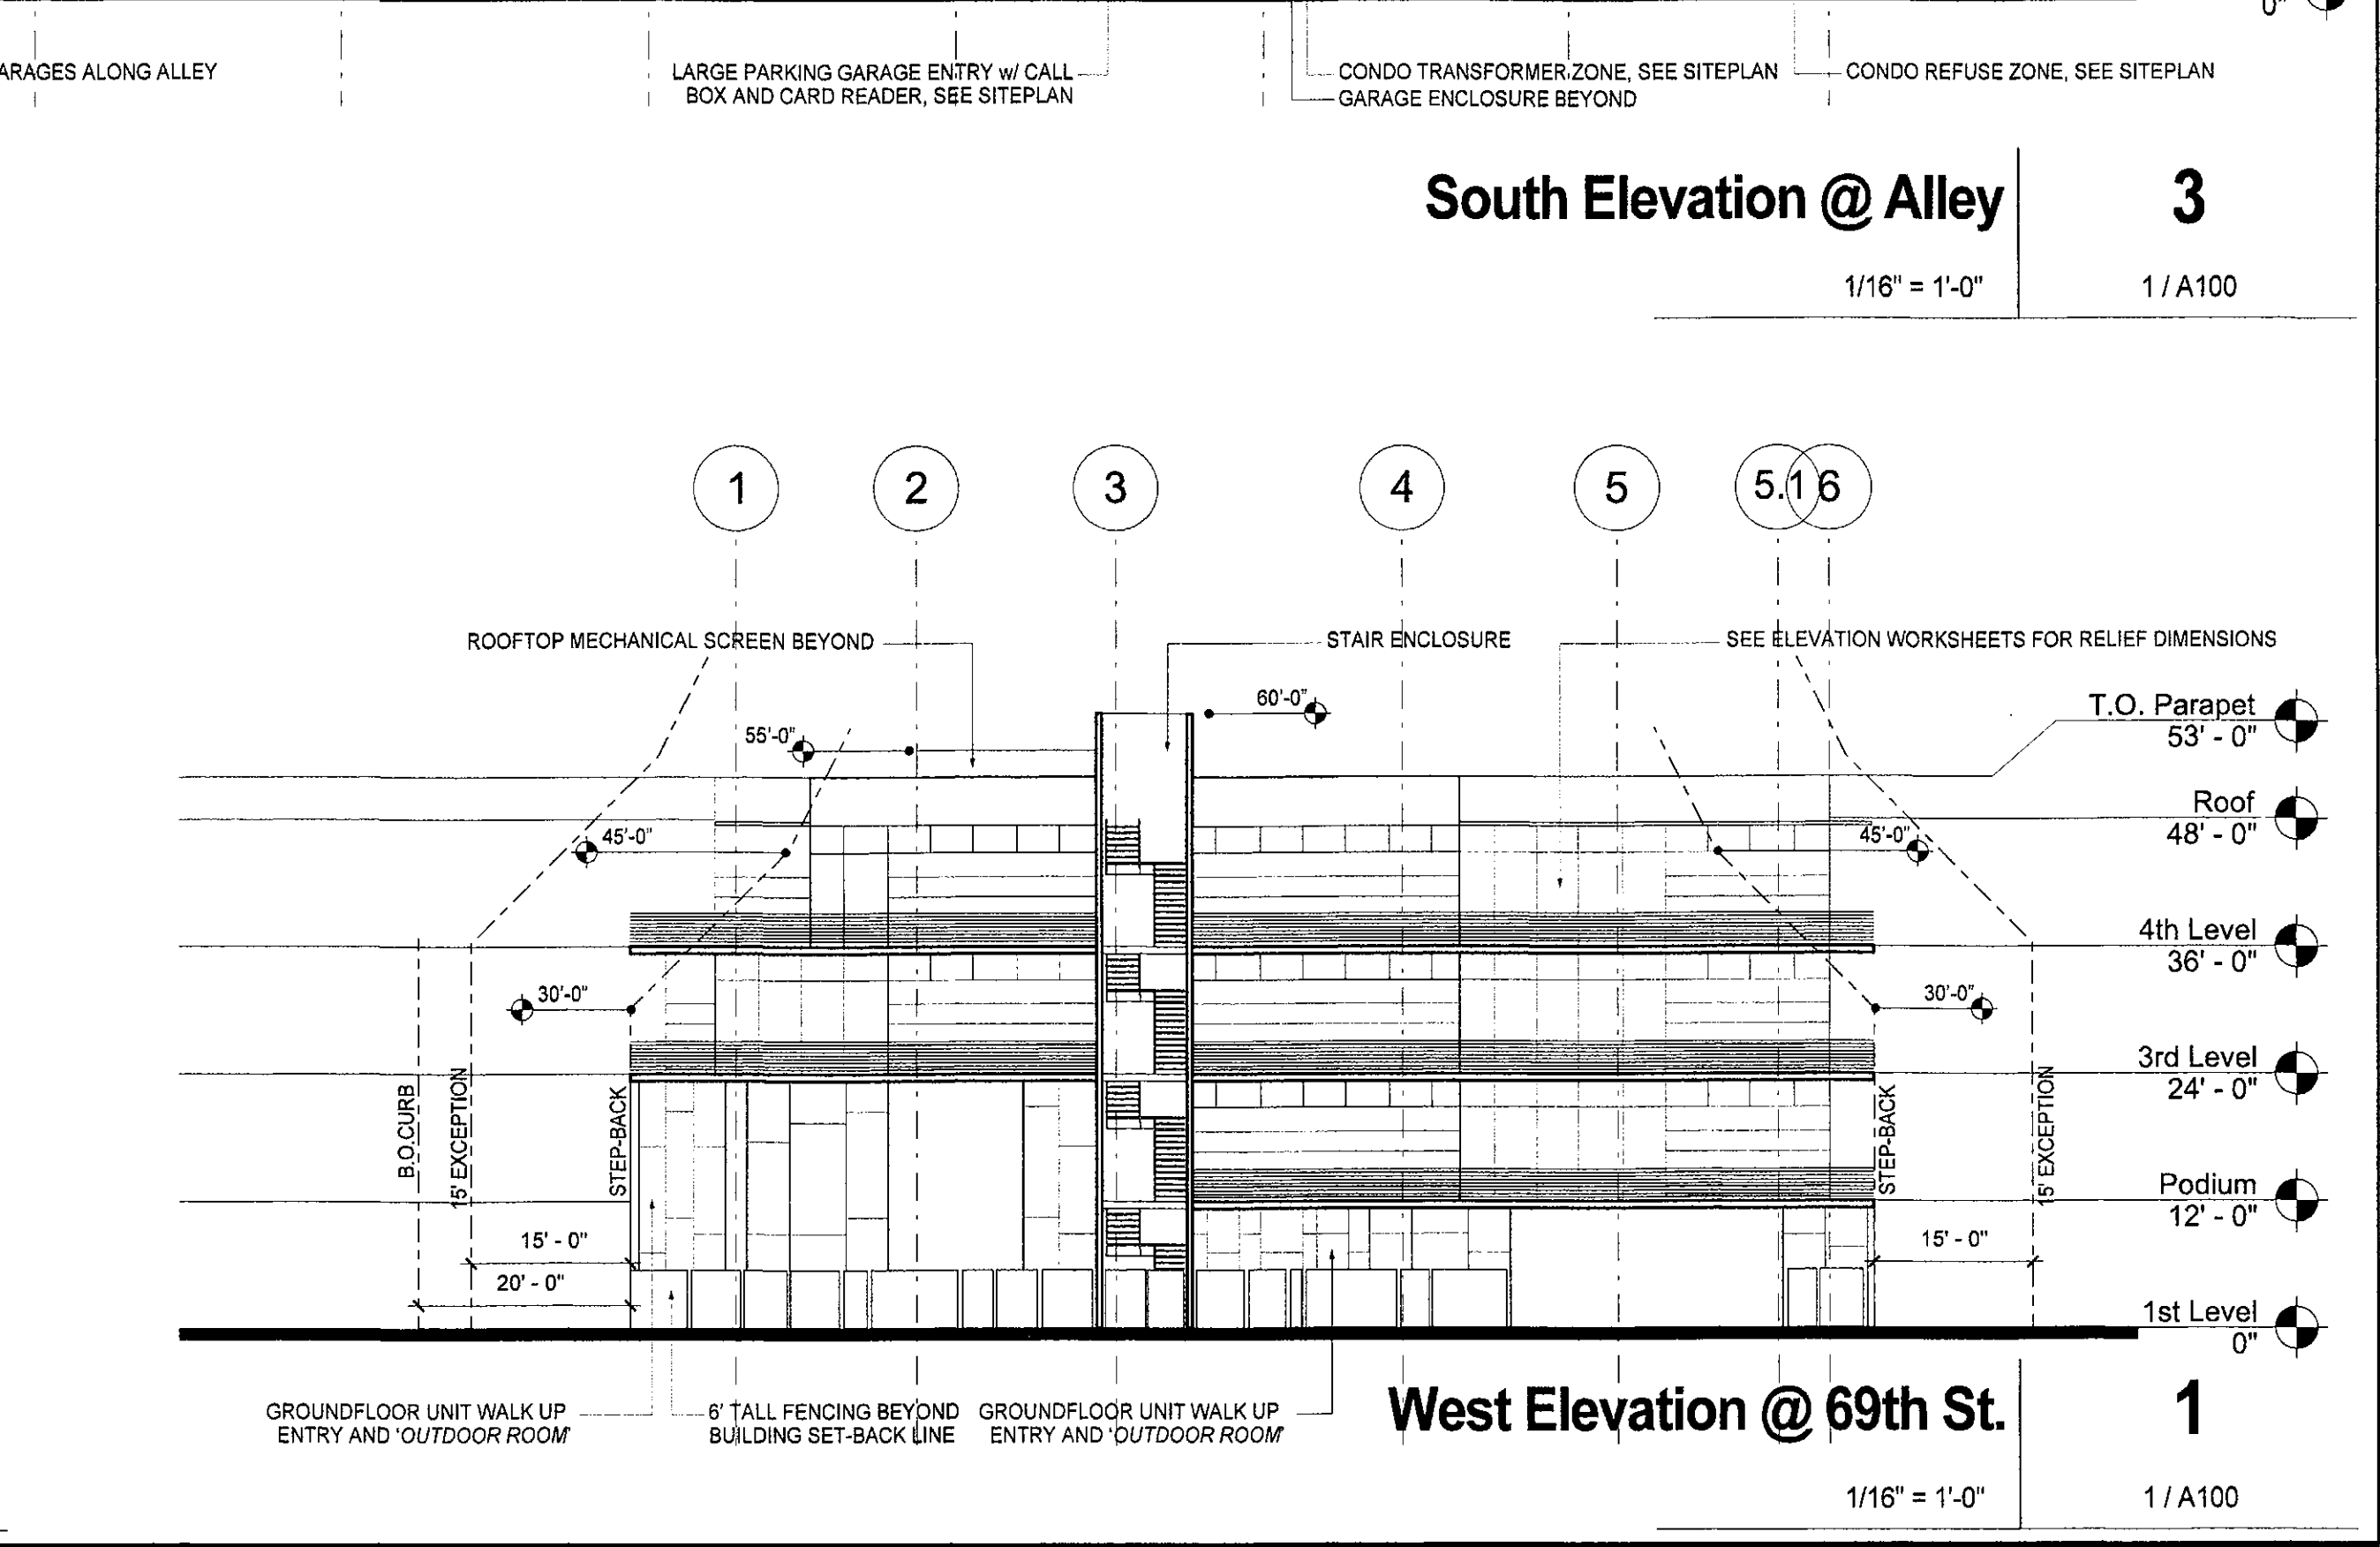 0"
ARAGES ALONG ALLEY
LARGE PARKING GARAGE ENTRY w/ CALL
BOX AND CARD READER, SEE SITEPLAN
CONDO TRANSFORMER ZONE, SEE SITEPLAN
GARAGE ENCLOSURE BEYOND
CONDO REFUSE ZONE, SEE SITEPLAN
South Elevation @ Alley
3
1/16" = 1'-0"
1 / A100
1
2
3
4
5
5.1
6
ROOFTOP MECHANICAL SCREEN BEYOND
STAIR ENCLOSURE
SEE ELEVATION WORKSHEETS FOR RELIEF DIMENSIONS
60'-0"
55'-0"
T.O. Parapet
53' - 0"
Roof
48' - 0"
45'-0"
45'-0"
4th Level
36' - 0"
30'-0"
30'-0"
3rd Level
24' - 0"
B.O.CURB
15' EXCEPTION
STEP-BACK
STEP-BACK
15' EXCEPTION
Podium
12' - 0"
15' - 0"
15' - 0"
20' - 0"
1st Level
0"
GROUNDFLOOR UNIT WALK UP
ENTRY AND 'OUTDOOR ROOM'
6' TALL FENCING BEYOND
BUILDING SET-BACK LINE
GROUNDFLOOR UNIT WALK UP
ENTRY AND 'OUTDOOR ROOM'
West Elevation @ 69th St.
1
1/16" = 1'-0"
1 / A100